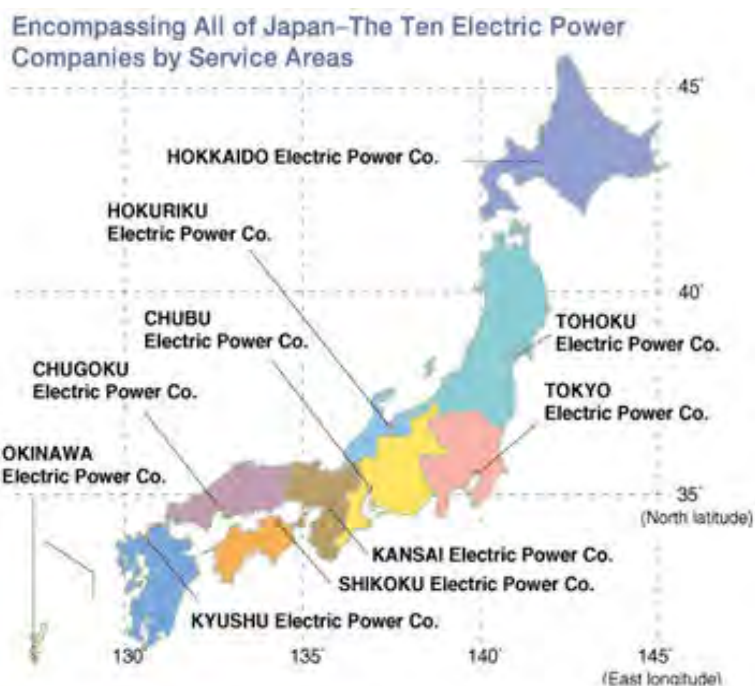 Encompassing All of Japan–The Ten Electric Power
Companies by Service Areas
45°
HOKKAIDO Electric Power Co.
HOKURIKU
Electric Power Co.
40°
CHUBU
Electric Power Co.
TOHOKU
Electric Power Co.
CHUGOKU
Electric Power Co.
TOKYO
Electric Power Co.
OKINAWA
Electric Power Co.
35°
(North latitude)
KANSAI Electric Power Co.
SHIKOKU Electric Power Co.
KYUSHU Electric Power Co.
130° 135° 140° 145°
(East longitude)